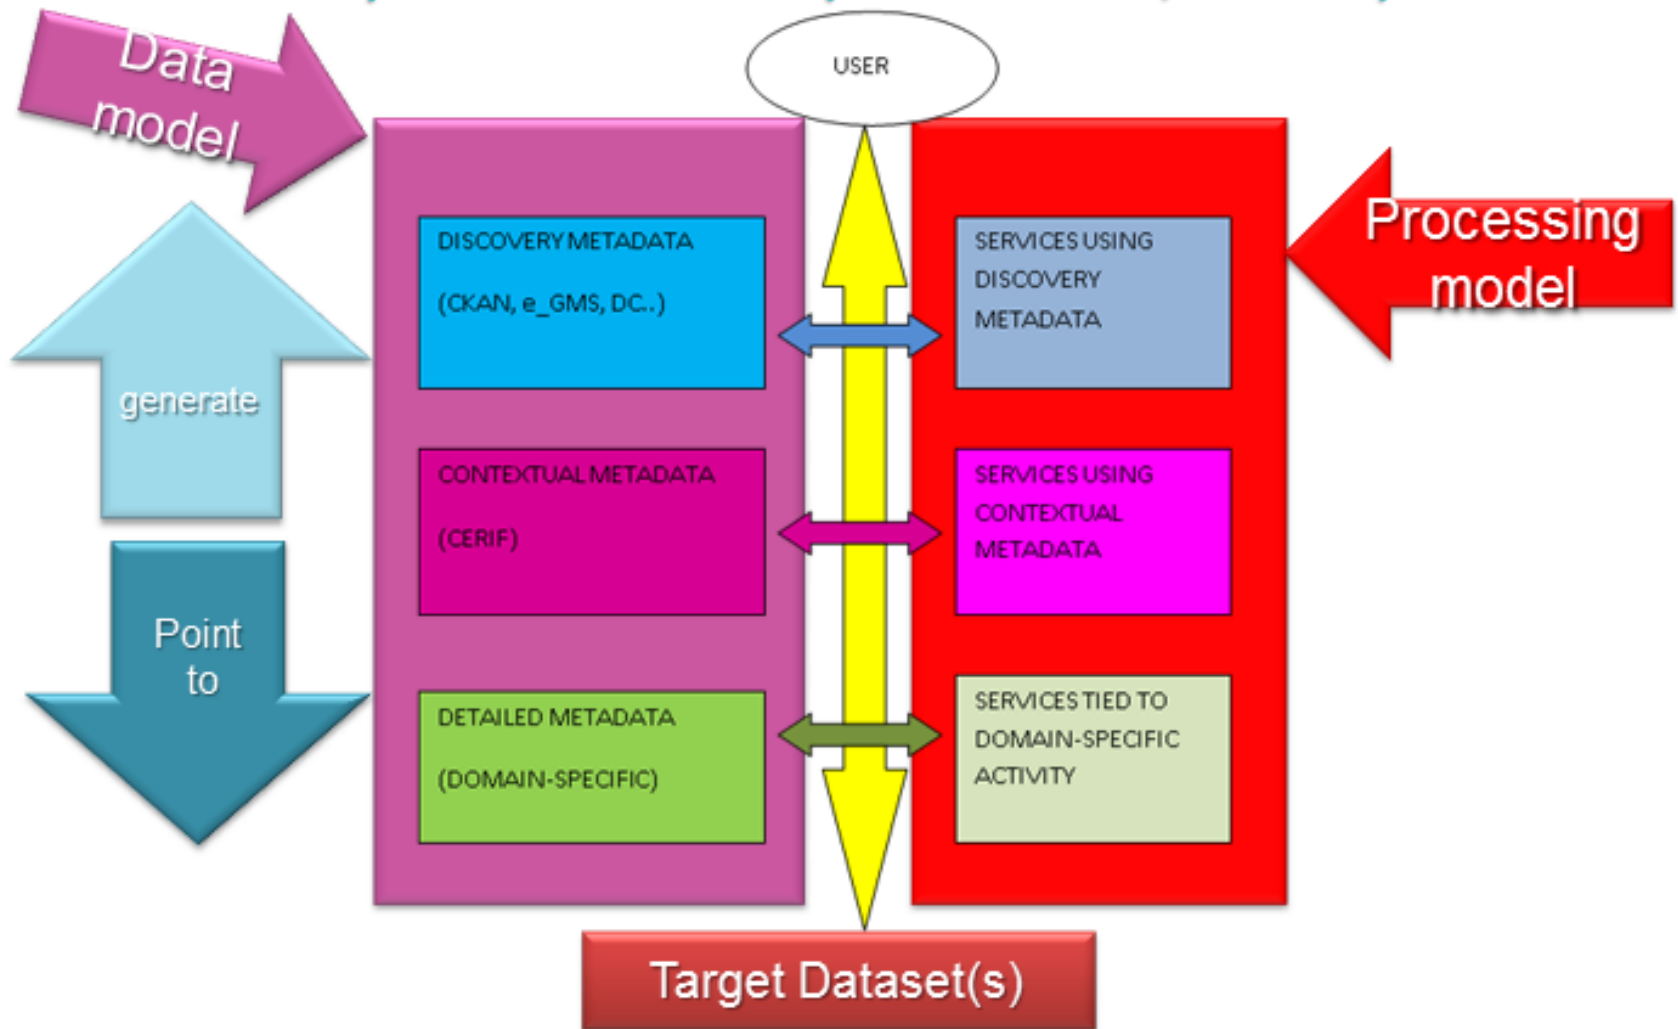 USER
Data
model
DISCOVERY METADATA
(CKAN, e_GMS, DC..)
SERVICES USING
DISCOVERY
METADATA
Processing
model
generate
CONTEXTUAL METADATA
(CERIF)
SERVICES USING
CONTEXTUAL
METADATA
Point
to
DETAILED METADATA
(DOMAIN-SPECIFIC)
SERVICES TIED TO
DOMAIN-SPECIFIC
ACTIVITY
Target Dataset(s)